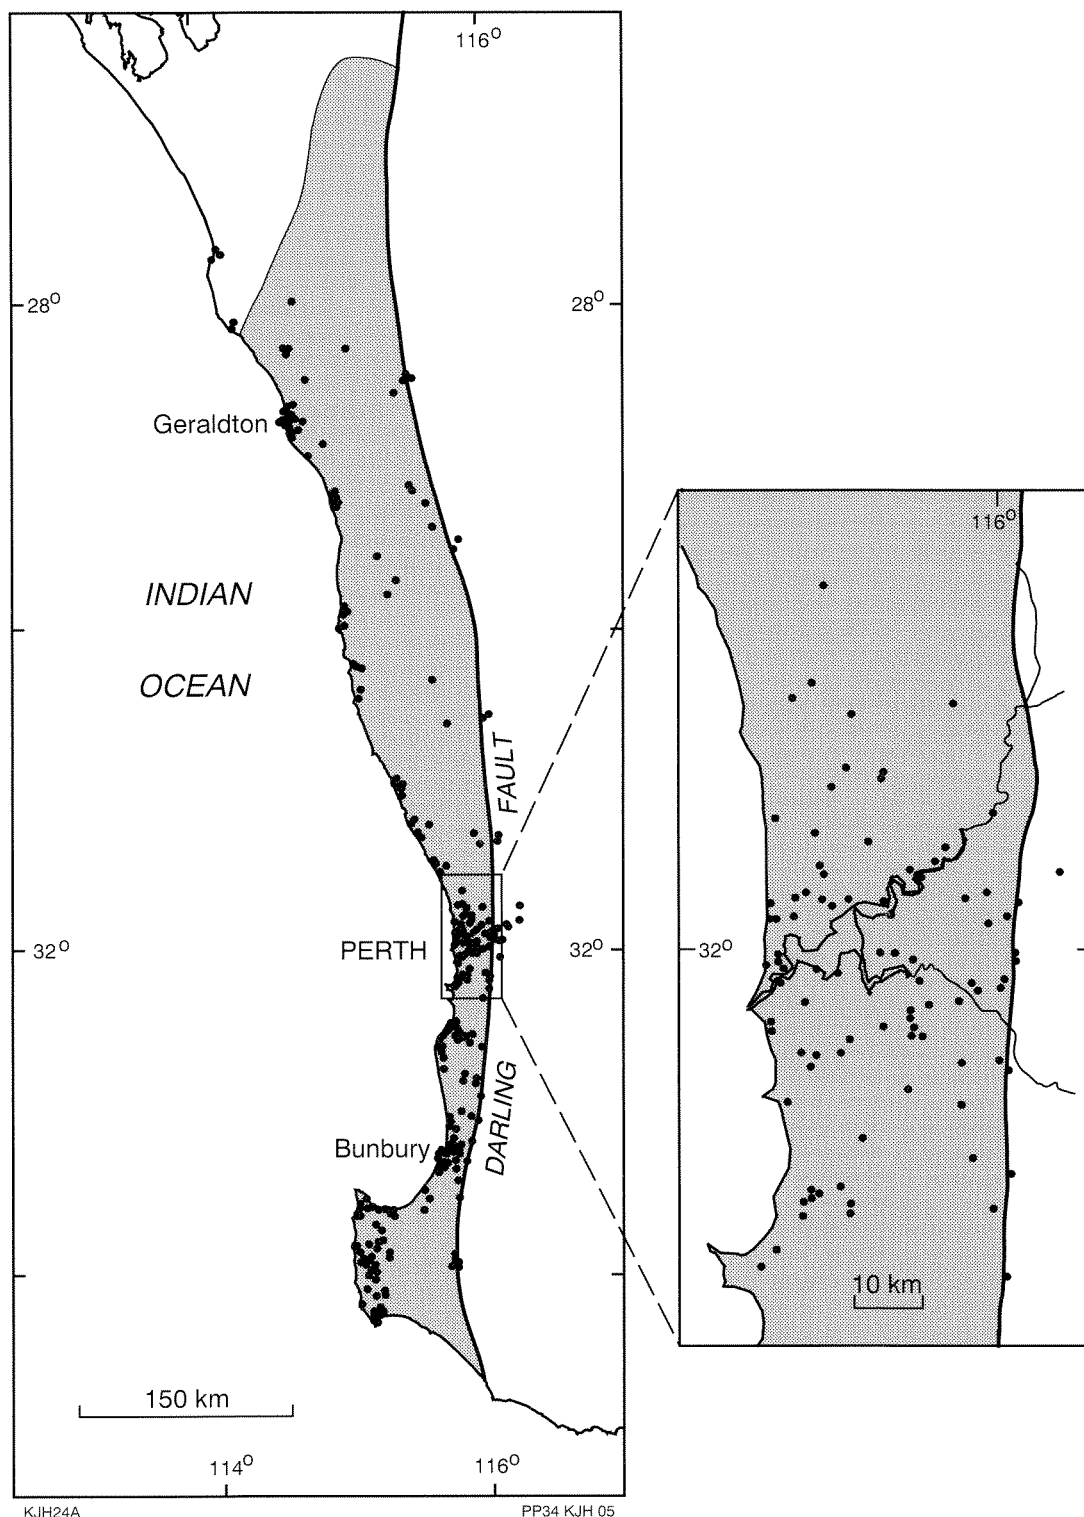 116°
28°
28°
Geraldton
116°
INDIAN
OCEAN
FAULT
PERTH
32°
32°
32°
DARLING
Bunbury
10 km
150 km
114°
116°
KJH24A
PP34 KJH 05